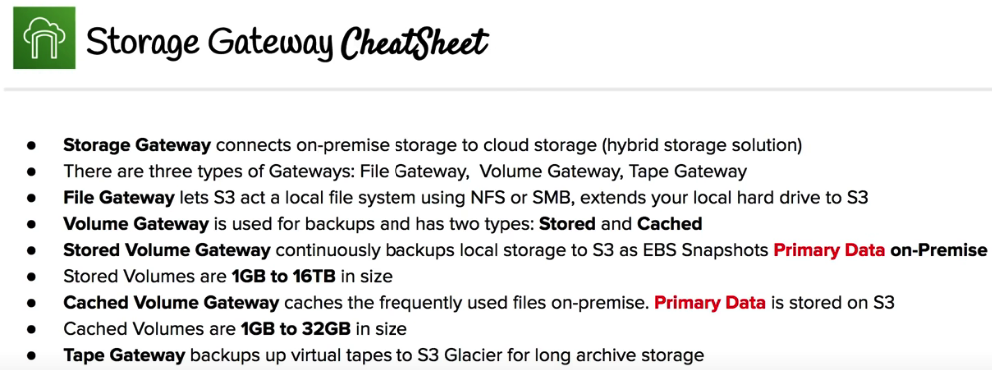 Storage Gateway CheatSheet
● Storage Gateway connects on-premise storage to cloud storage (hybrid storage solution)
● There are three types of Gateways: File Gateway, Volume Gateway, Tape Gateway
● File Gateway lets S3 act a local file system using NFS or SMB, extends your local hard drive to S3
● Volume Gateway is used for backups and has two types: Stored and Cached
● Stored Volume Gateway continuously backups local storage to S3 as EBS Snapshots Primary Data on-Premise
● Stored Volumes are 1GB to 16TB in size
● Cached Volume Gateway caches the frequently used files on-premise. Primary Data is stored on S3
● Cached Volumes are 1GB to 32GB in size
● Tape Gateway backups up virtual tapes to S3 Glacier for long archive storage